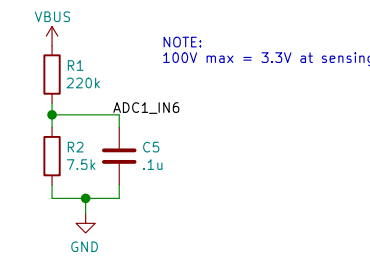 VBUS
NOTE:
100V max = 3.3V at sensing
R1
220k
ADC1_IN6
R2
7.5k
C5
.1u
GND